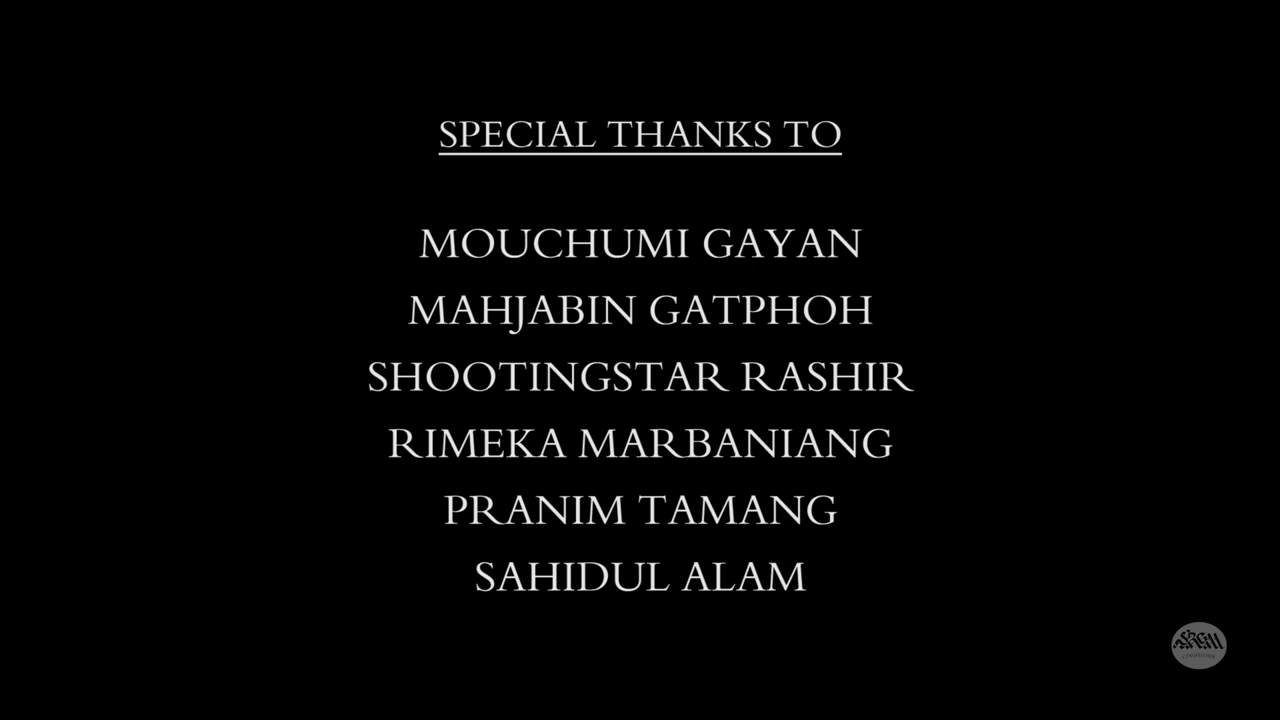 SPECIAL THANKS TO
MOUCHUMI GAYAN
MAHJABIN GATPHOH
SHOOTINGSTAR RASHIR
RIMEKA MARBANIANG
PRANIM TAMANG
SAHIDUL ALAM